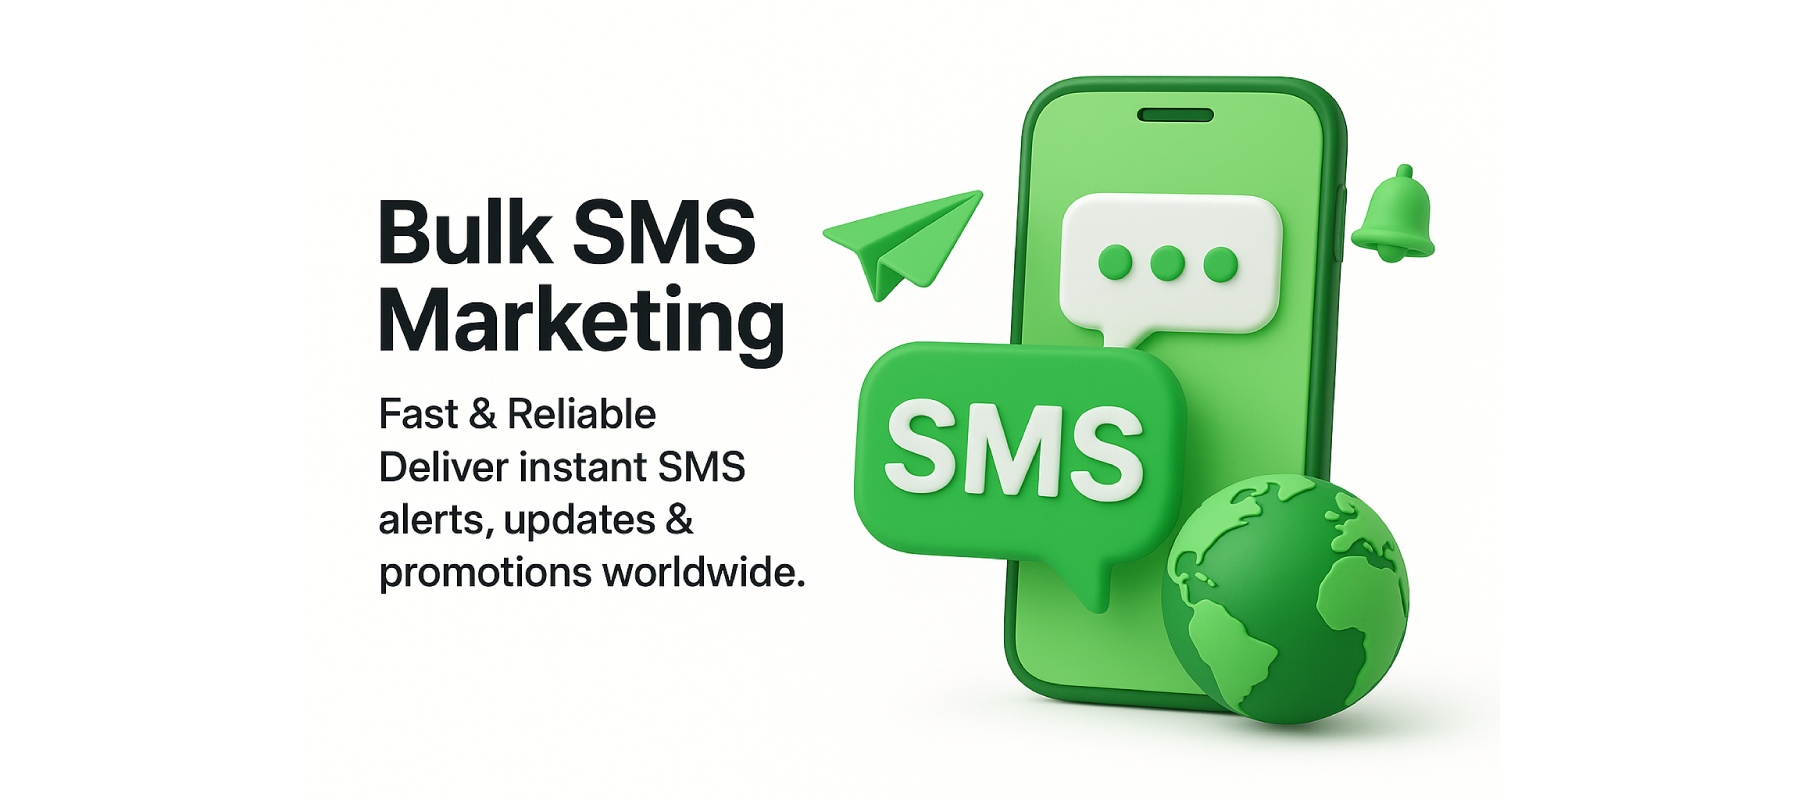 Bulk SMS
Marketing
Fast & Reliable
Deliver instant SMS
alerts, updates &
promotions worldwide.
SMS